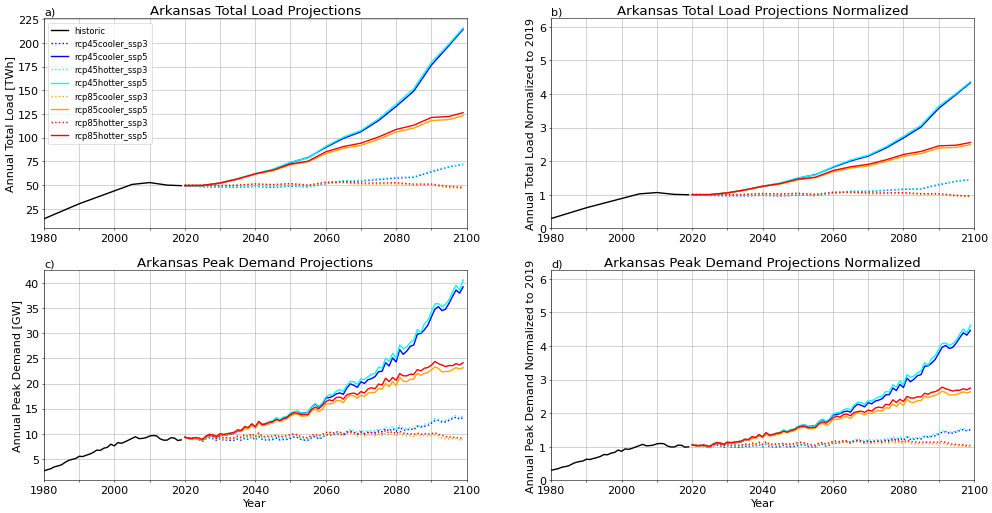 a)
Arkansas Total Load Projections
Annual Total Load [TWh]
225
200
175
150
125
100
75
50
25
historic
rcp45cooler_ssp3
rcp45cooler_ssp5
rcp45hotter_ssp3
rcp45hotter_ssp5
rcp85cooler_ssp3
rcp85cooler_ssp5
rcp85hotter_ssp3
rcp85hotter_ssp5
1980 2000 2020 2040 2060 2080 2100
b)
Arkansas Total Load Projections Normalized
Annual Total Load Normalized to 2019
6
5
4
3
2
1
0
1980 2000 2020 2040 2060 2080 2100
c)
Arkansas Peak Demand Projections
Annual Peak Demand [GW]
40
35
30
25
20
15
10
5
1980 2000 2020 2040 2060 2080 2100
Year
d)
Arkansas Peak Demand Projections Normalized
Annual Peak Demand Normalized to 2019
6
5
4
3
2
1
0
1980 2000 2020 2040 2060 2080 2100
Year